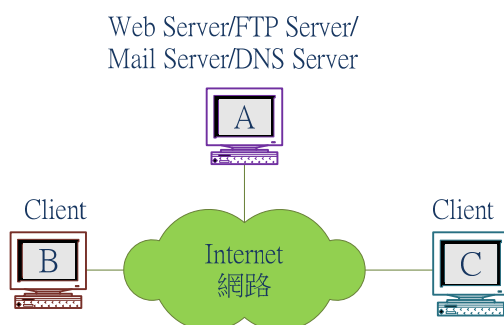 Web Server/FTP Server/
Mail Server/DNS Server
A
Client
Client
B
Internet
網路
C